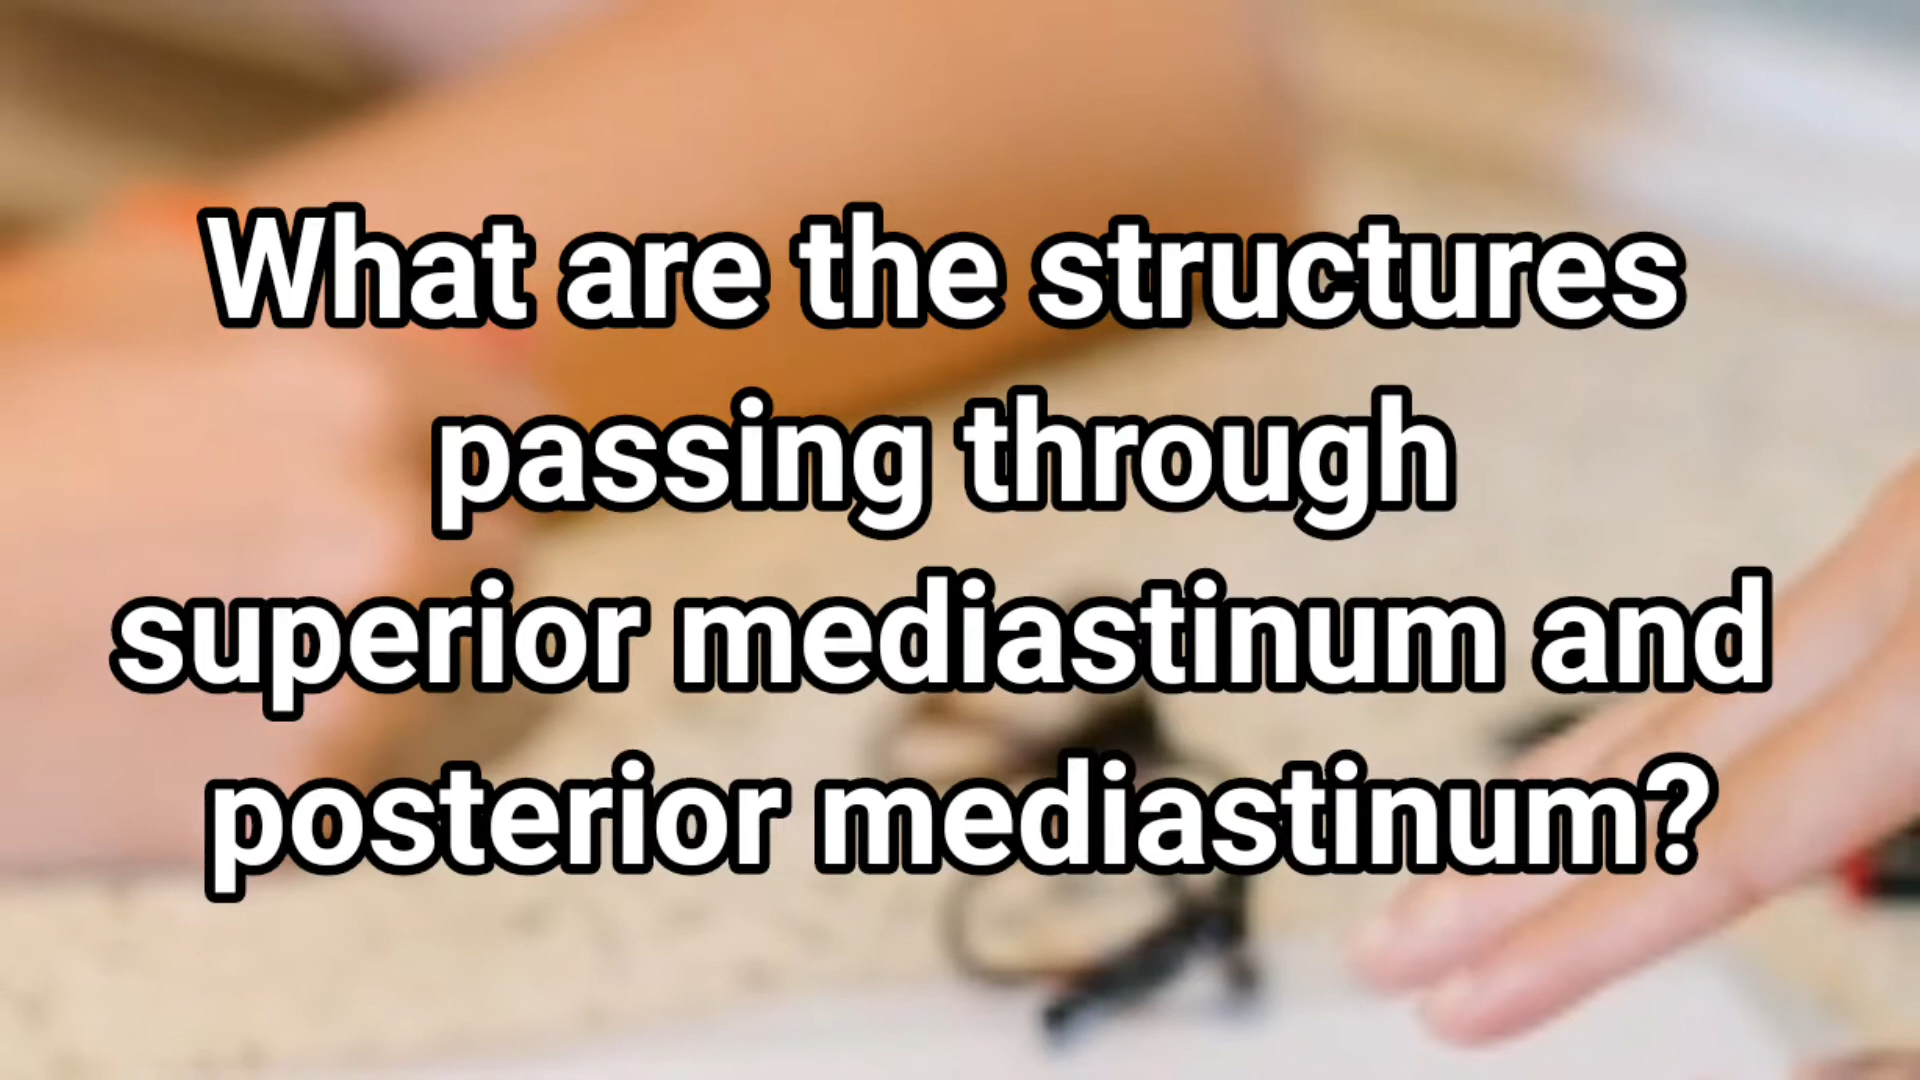 What are the structures
passing through
superior mediastinum and
posterior mediastinum?